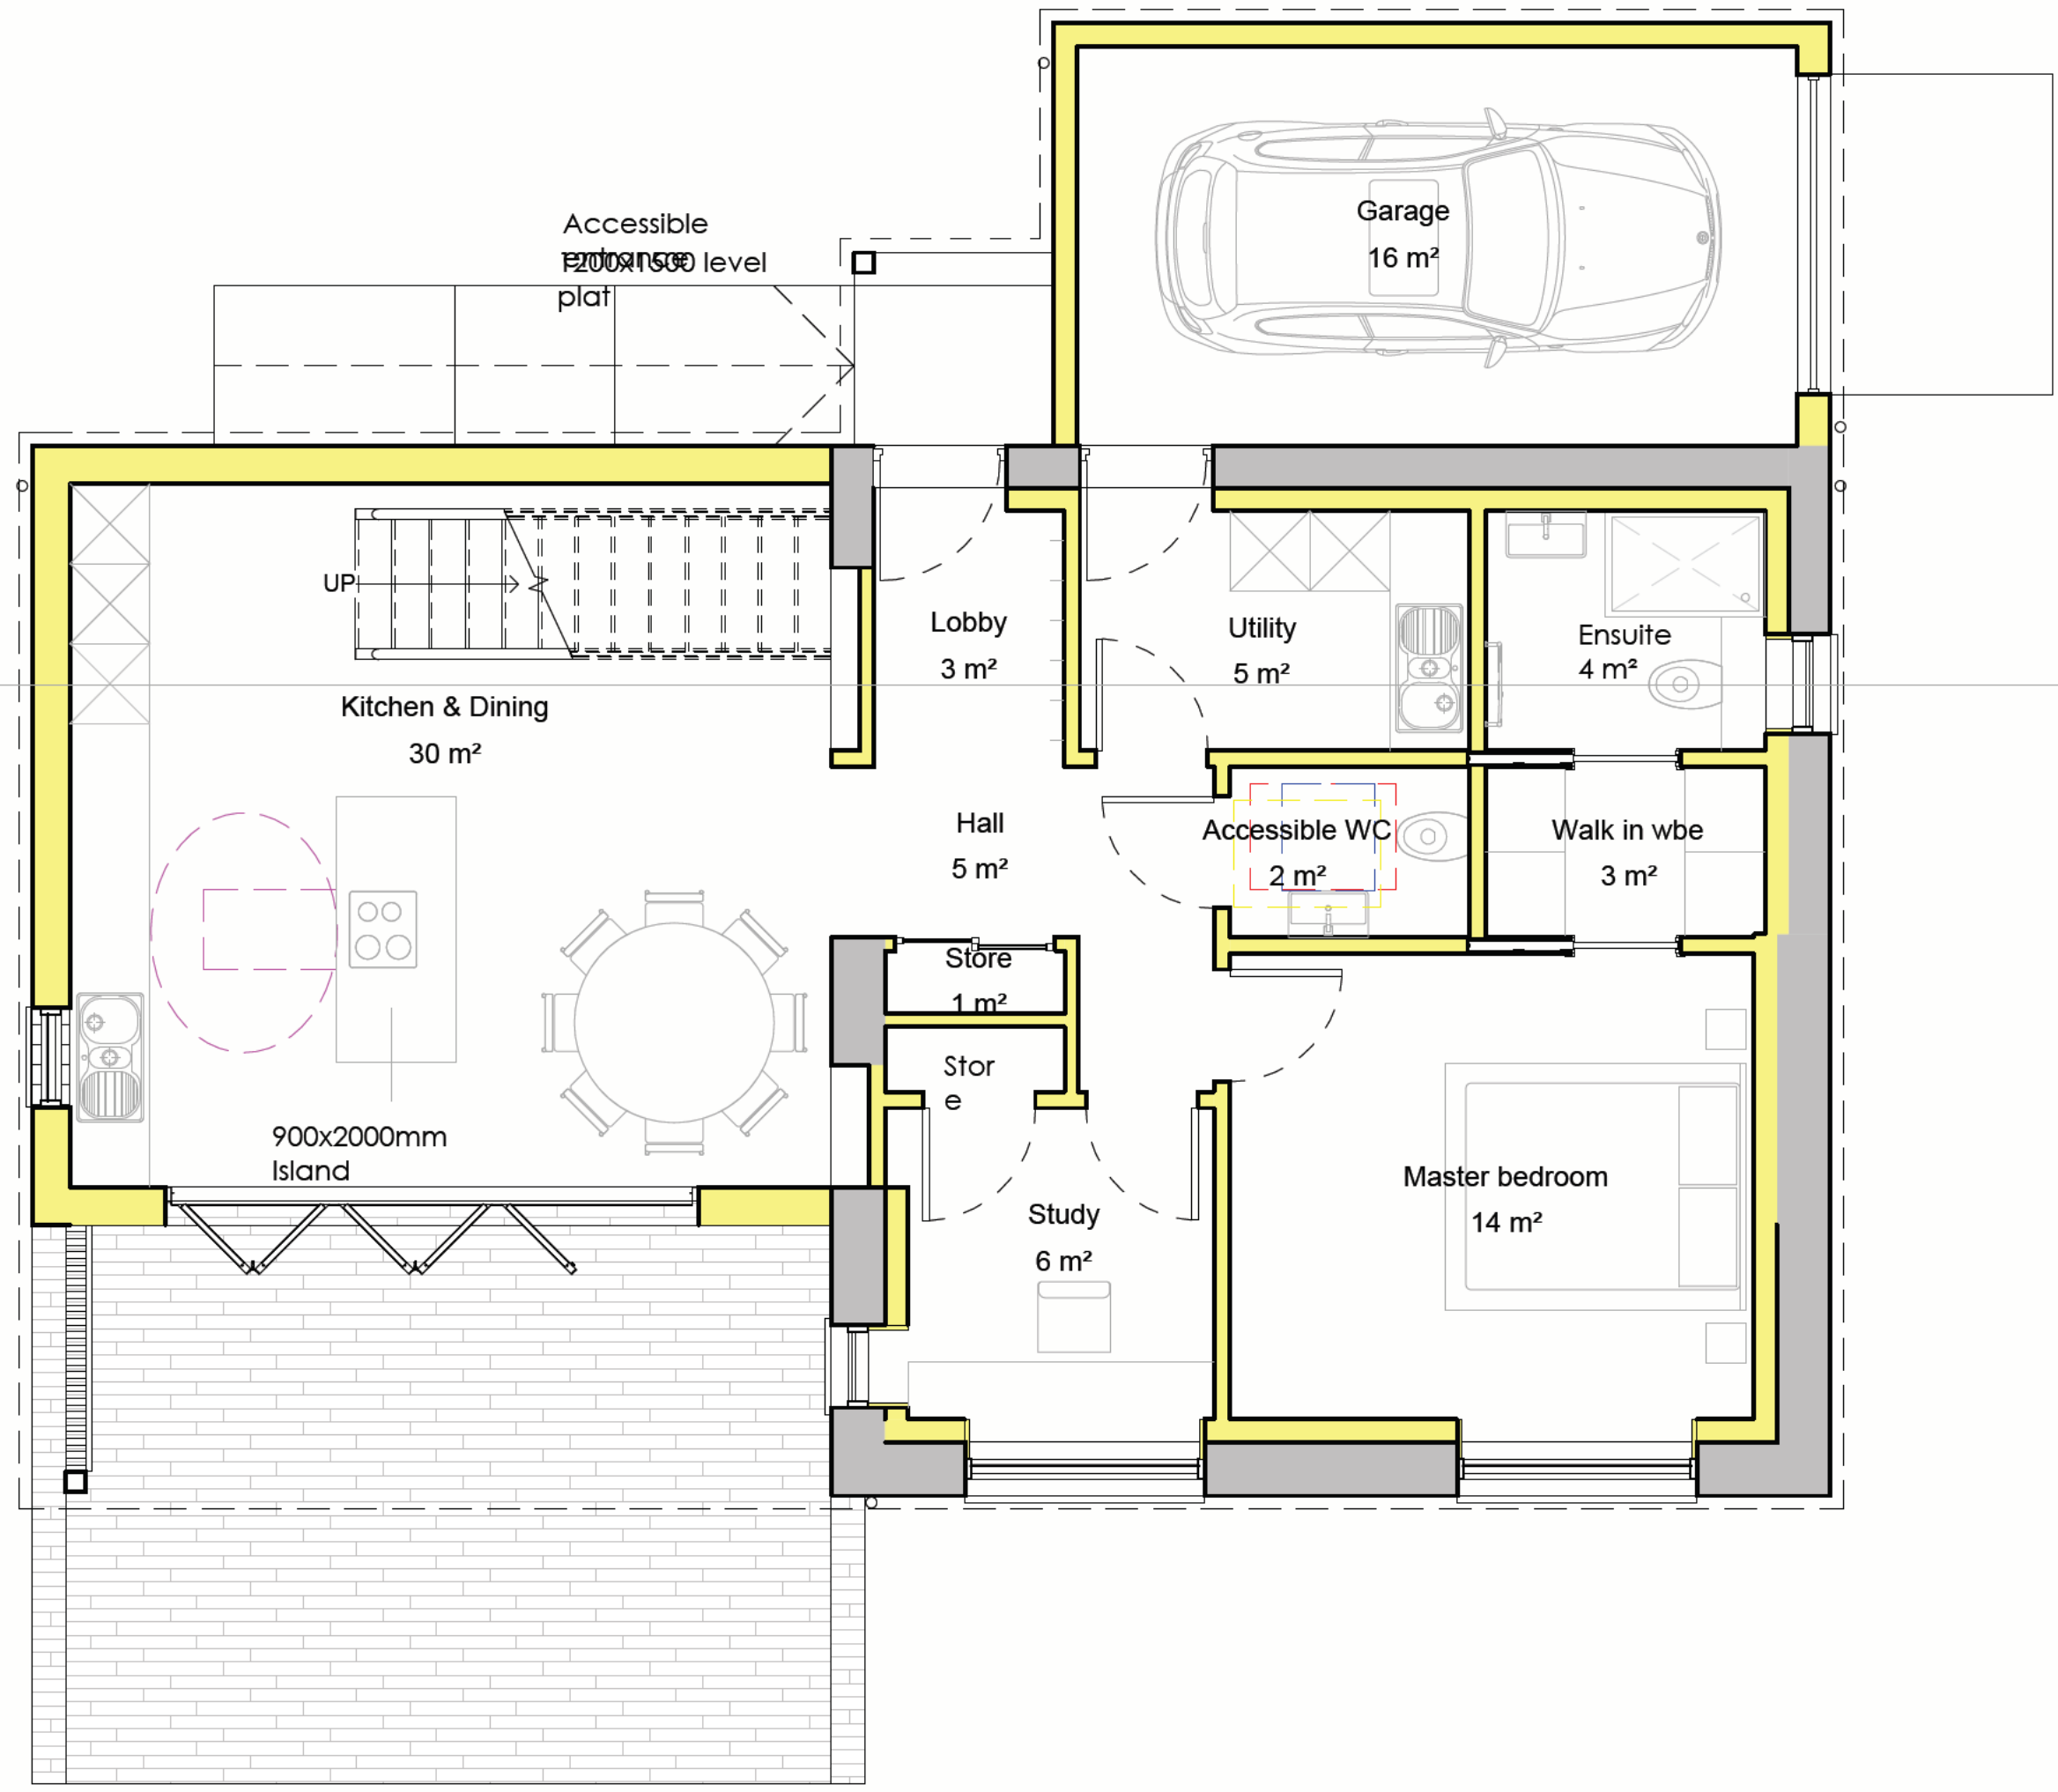 Garage
16 m²
Accessible
entrance
1200x1500 level
plat
UP
Kitchen & Dining
30 m²
Lobby
3 m²
Utility
5 m²
Ensuite
4 m²
Hall
5 m²
Accessible WC
2 m²
Walk in wbe
3 m²
Store
1 m²
Stor
e
900x2000mm
Island
Study
6 m²
Master bedroom
14 m²